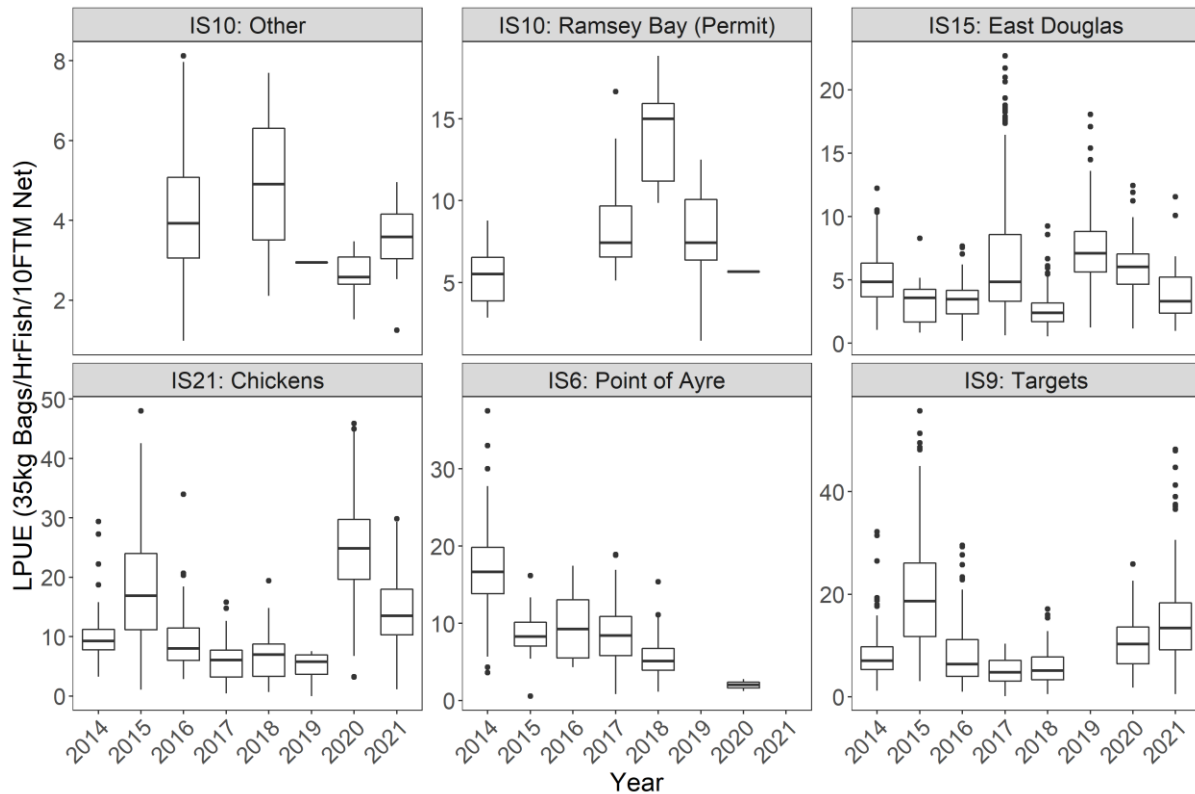 IS10: Other
IS10: Ramsey Bay (Permit)
IS15: East Douglas
8
6
4
2
15
10
5
20
15
10
5
0
IS21: Chickens
IS6: Point of Ayre
IS9: Targets
50
40
30
20
10
0
30
20
10
0
40
20
0
LPUE (35kg Bags/HrFish/10FTM Net)
2014 2015 2016 2017 2018 2019 2020 2021
2014 2015 2016 2017 2018 2019 2020 2021
2014 2015 2016 2017 2018 2019 2020 2021
Year